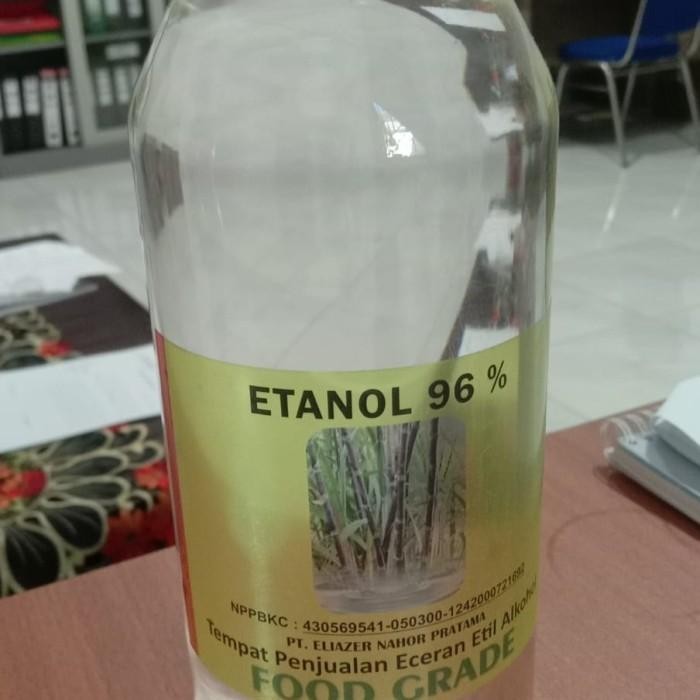 ETANOL 96 %
NPPBKC : 430569541-050300-1242000721692
PT. ELIAZER NAHOR PRATAMA
Tempat Penjualan Eceran Etil Alkohol
FOOD GRADE